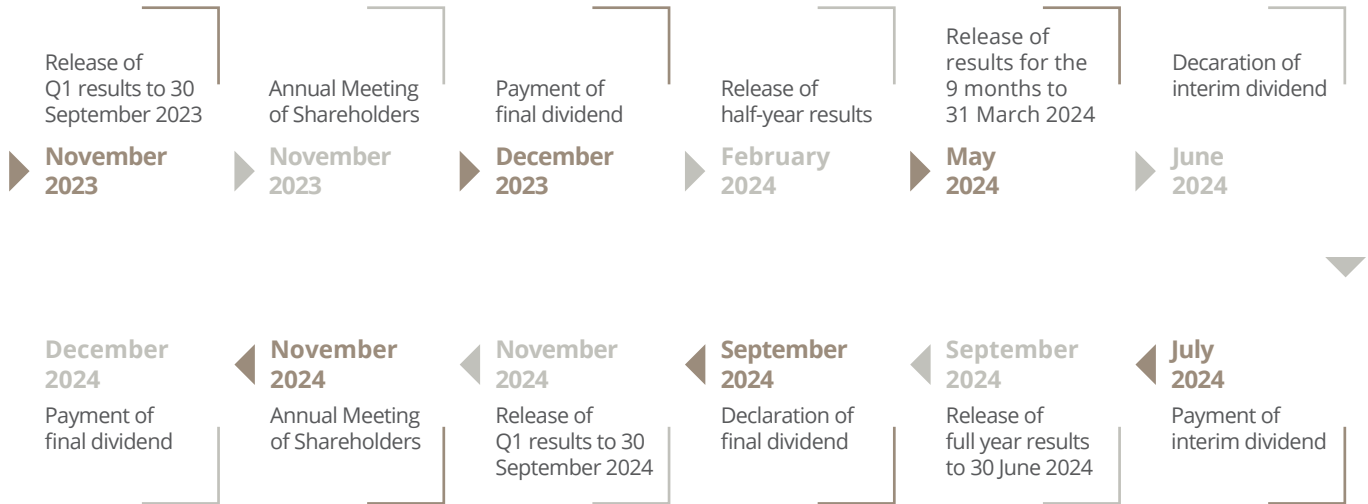 Release of
Q1 results to 30
September 2023
November
2023
Annual Meeting
of Shareholders
November
2023
Payment of
final dividend
December
2023
Release of
half-year results
February
2024
Release of
results for the
9 months to
31 March 2024
May
2024
Decaration of
interim dividend
June
2024
July
2024
Payment of
interim dividend
September
2024
Release of
full year results
to 30 June 2024
September
2024
Declaration of
final dividend
November
2024
Release of
Q1 results to 30
September 2024
November
2024
Annual Meeting
of Shareholders
December
2024
Payment of
final dividend